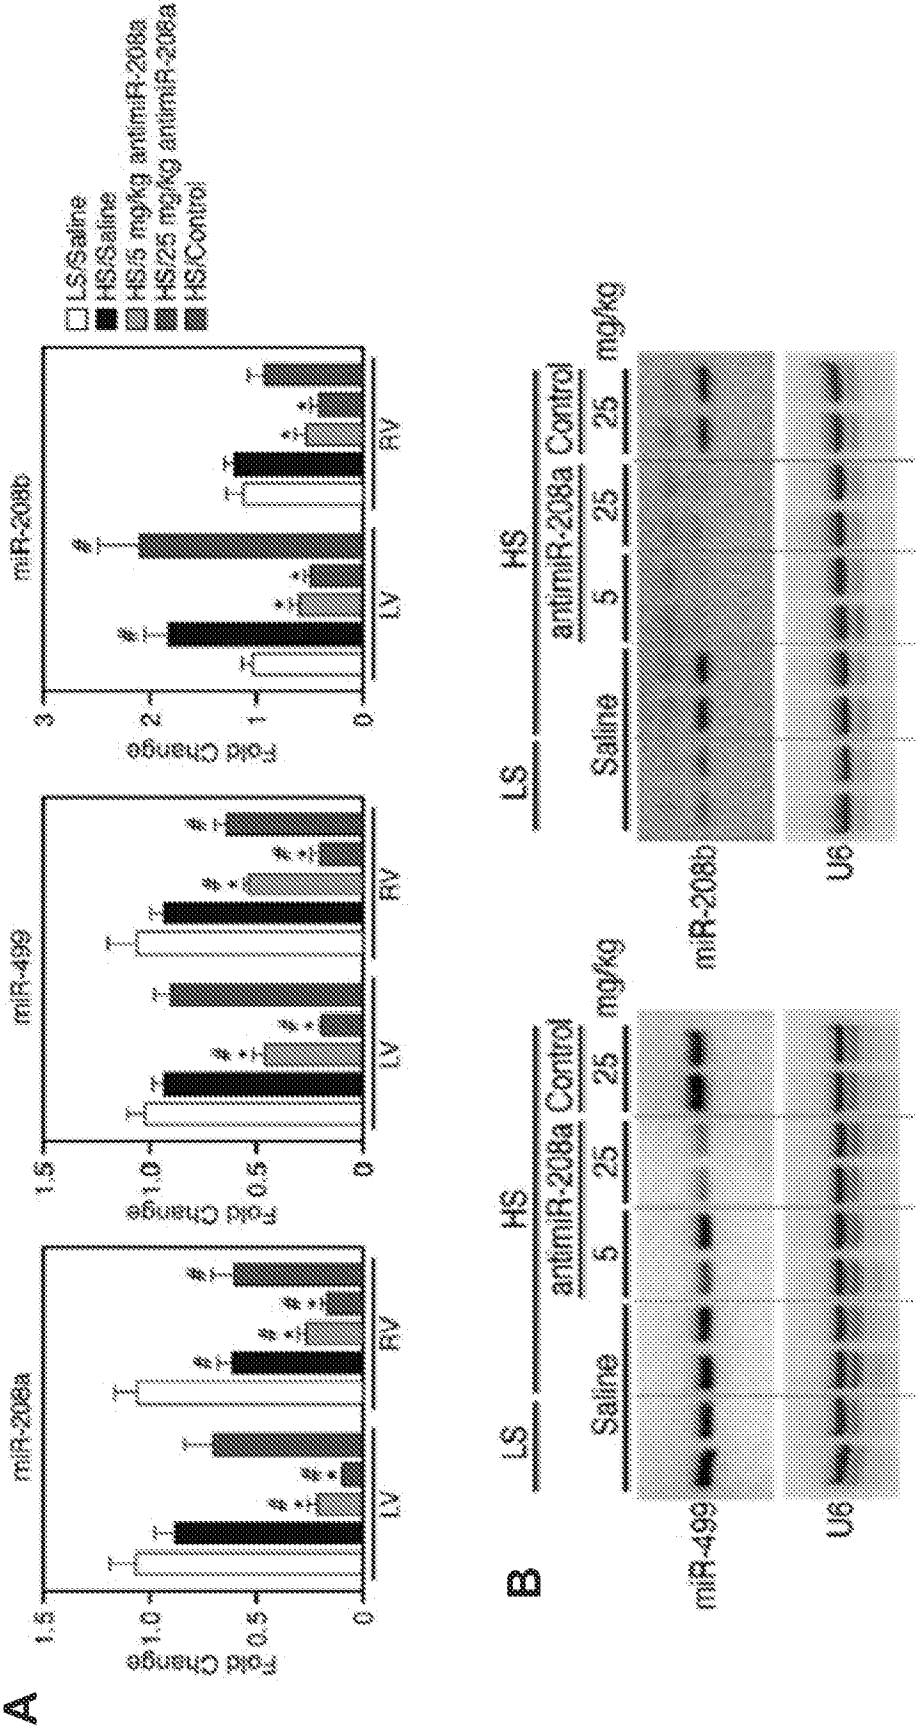 A
miR-208a
miR-499
miR-208b
Fold Change
1.5
1.0
0.5
0
# * # * # # * # * #
LV
RV
Fold Change
1.5
1.0
0.5
0
# * # * # * # * #
LV
RV
Fold Change
3
2
1
0
# * * # * *
LV
RV
LS/Saline
HS/Saline
HS/5 mg/kg antimiR-208a
HS/25 mg/kg antimiR-208a
HS/Control
B
LS
HS
antimiR-208a
Control
Saline
5
25
25
mg/kg
miR-499
U6
LS
HS
antimiR-208a
Control
Saline
5
25
25
mg/kg
miR-208b
U6